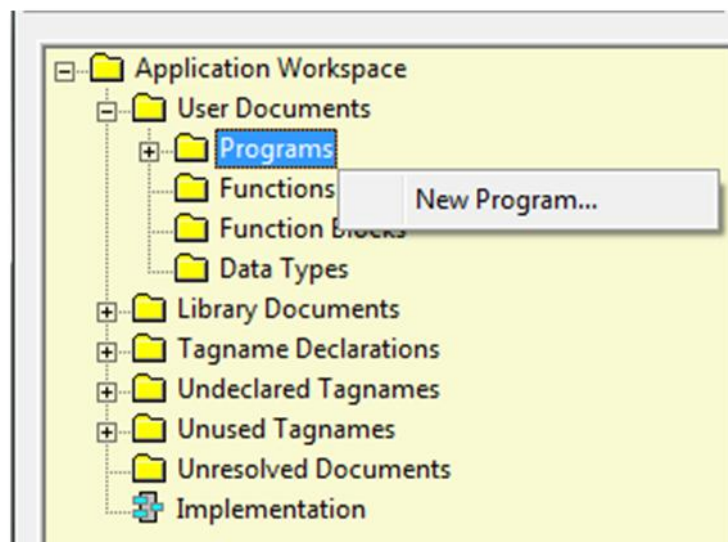 Application Workspace
User Documents
Programs
Functions
New Program...
Function Blocks
Data Types
Library Documents
Tagname Declarations
Undeclared Tagnames
Unused Tagnames
Unresolved Documents
Implementation